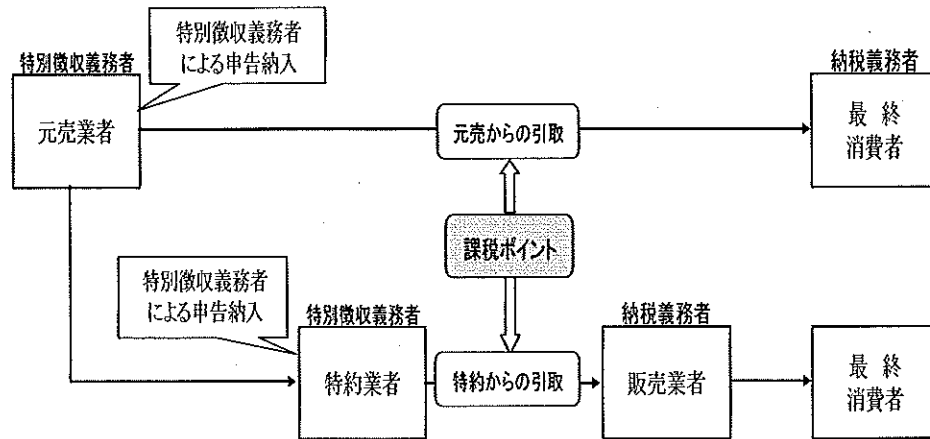 特別徴収義務者
による申告納入
特別徴収義務者
元売業者
元売からの引取
納税義務者
最終
消費者
課税ポイント
特別徴収義務者
による申告納入
特別徴収義務者
特約業者
特約からの引取
納税義務者
販売業者
最終
消費者